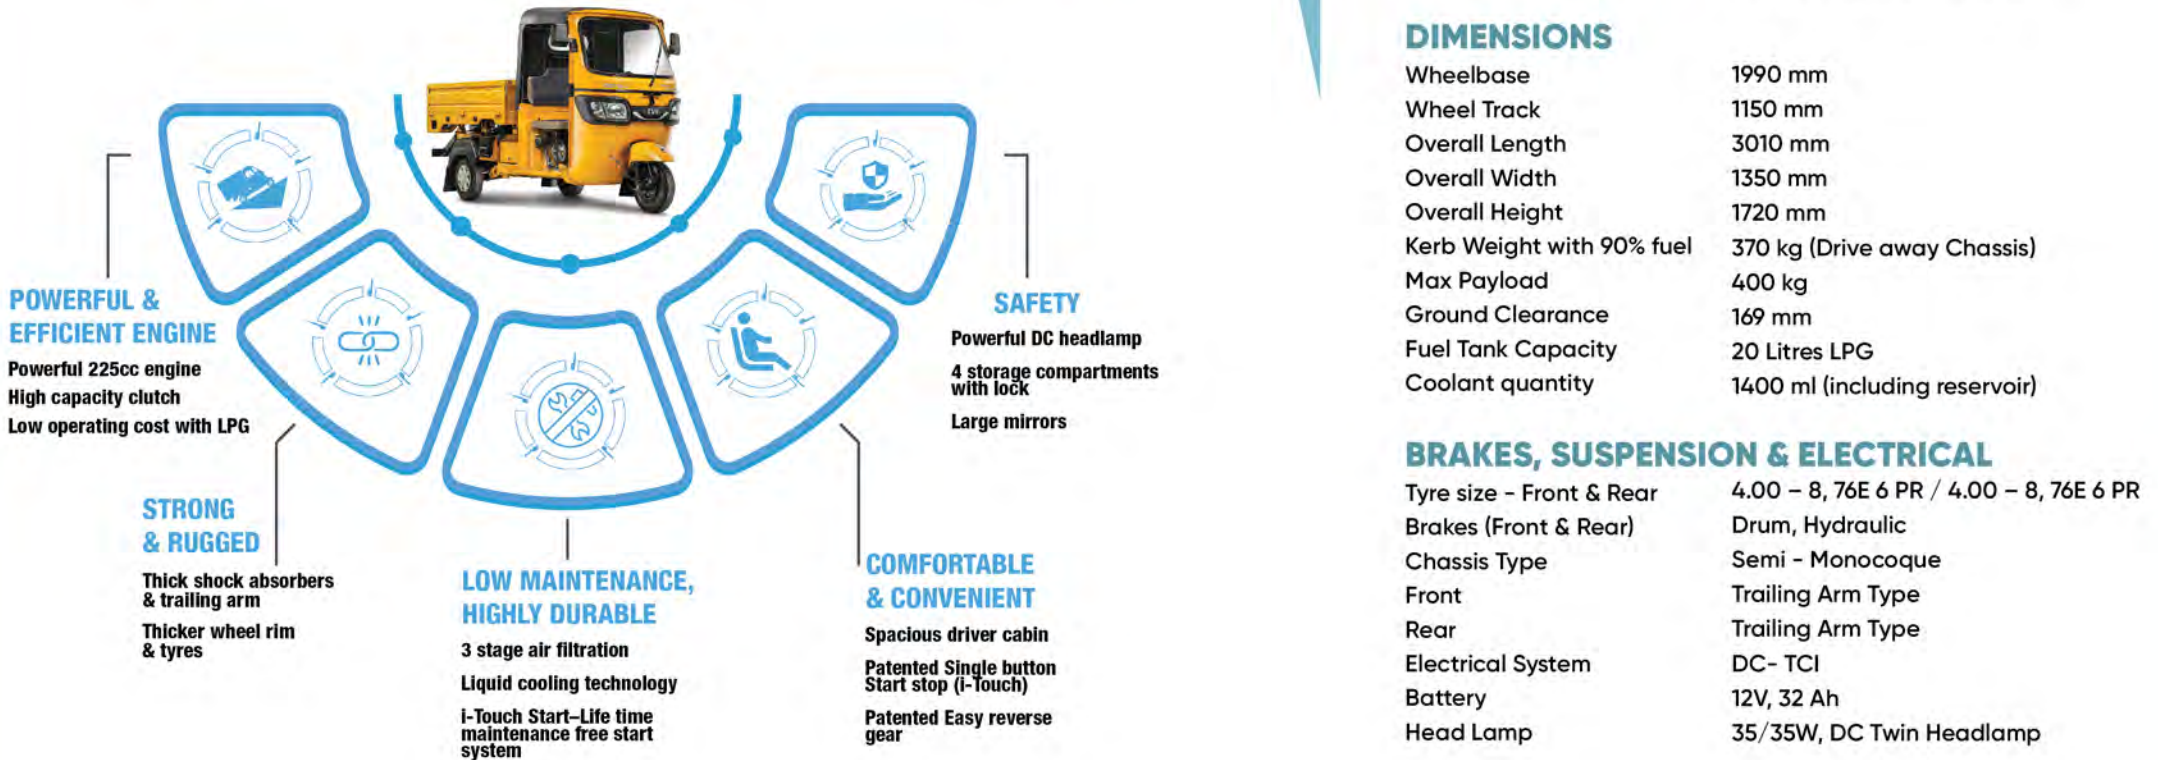 POWERFUL &
EFFICIENT ENGINE
Powerful 225cc engine
High capacity clutch
Low operating cost with LPG
STRONG
& RUGGED
Thick shock absorbers
& trailing arm
Thicker wheel rim
& tyres
LOW MAINTENANCE,
HIGHLY DURABLE
3 stage air filtration
Liquid cooling technology
i-Touch Start–Life time
maintenance free start
system
COMFORTABLE
& CONVENIENT
Spacious driver cabin
Patented Single button
Start stop (i-Touch)
Patented Easy reverse
gear
SAFETY
Powerful DC headlamp
4 storage compartments
with lock
Large mirrors
DIMENSIONS
Wheelbase 1990 mm
Wheel Track 1150 mm
Overall Length 3010 mm
Overall Width 1350 mm
Overall Height 1720 mm
Kerb Weight with 90% fuel 370 kg (Drive away Chassis)
Max Payload 400 kg
Ground Clearance 169 mm
Fuel Tank Capacity 20 Litres LPG
Coolant quantity 1400 ml (including reservoir)
BRAKES, SUSPENSION & ELECTRICAL
Tyre size - Front & Rear 4.00 – 8, 76E 6 PR / 4.00 – 8, 76E 6 PR
Brakes (Front & Rear) Drum, Hydraulic
Chassis Type Semi - Monocoque
Front Trailing Arm Type
Rear Trailing Arm Type
Electrical System DC- TCI
Battery 12V, 32 Ah
Head Lamp 35/35W, DC Twin Headlamp